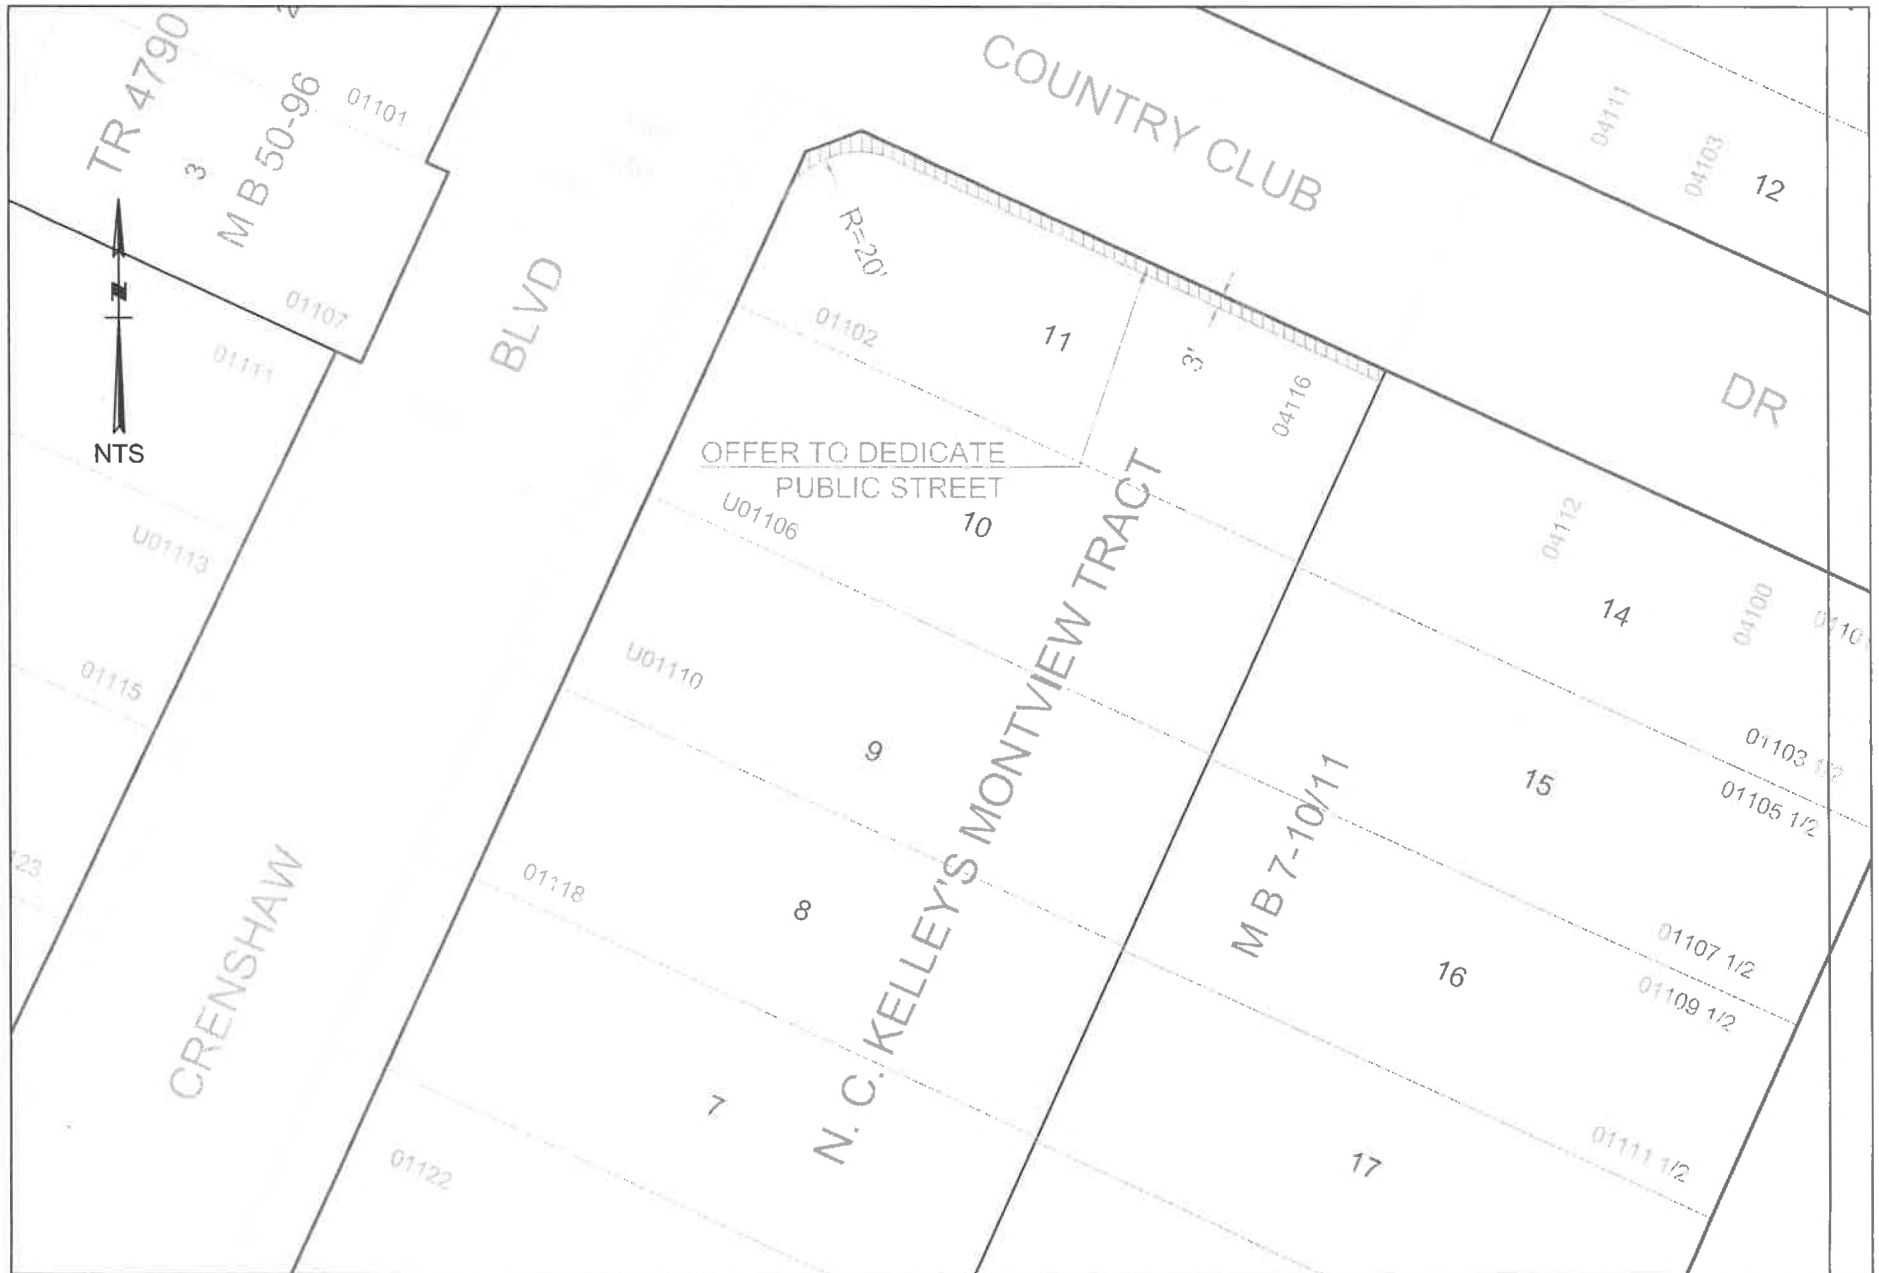 TR 4790
M B 50-96
3
01101
01107
01111
NTS
U01113
01115
123
CRENSHAW
BLVD
COUNTRY CLUB
DR
R=20'
3'
01102
11
04116
OFFER TO DEDICATE
PUBLIC STREET
U01106
10
U01110
9
01118
8
7
01122
N. C. KELLEY'S MONTVIEW TRACT
M B 7-10/11
04111
04103
12
04112
14
04100
01103 1/2
01105 1/2
15
01107 1/2
01109 1/2
16
01111 1/2
17